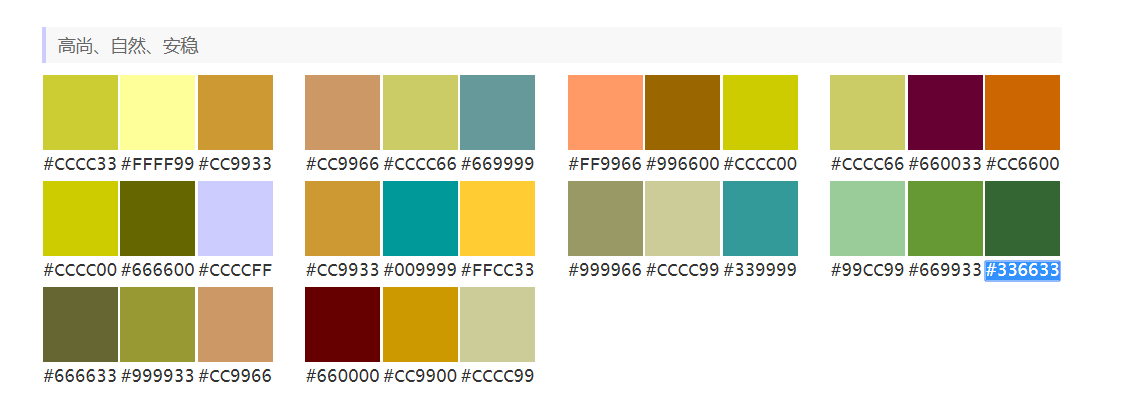 高尚、自然、安稳
#CCCC33 #FFFF99 #CC9933 #CC9966 #CCCC66 #669999 #FF9966 #996600 #CCCC00 #CCCC66 #660033 #CC6600
#CCCC00 #666600 #CCCCFF #CC9933 #009999 #FFCC33 #999966 #CCCC99 #339999 #99CC99 #669933 #336633
#666633 #999933 #CC9966 #660000 #CC9900 #CCCC99